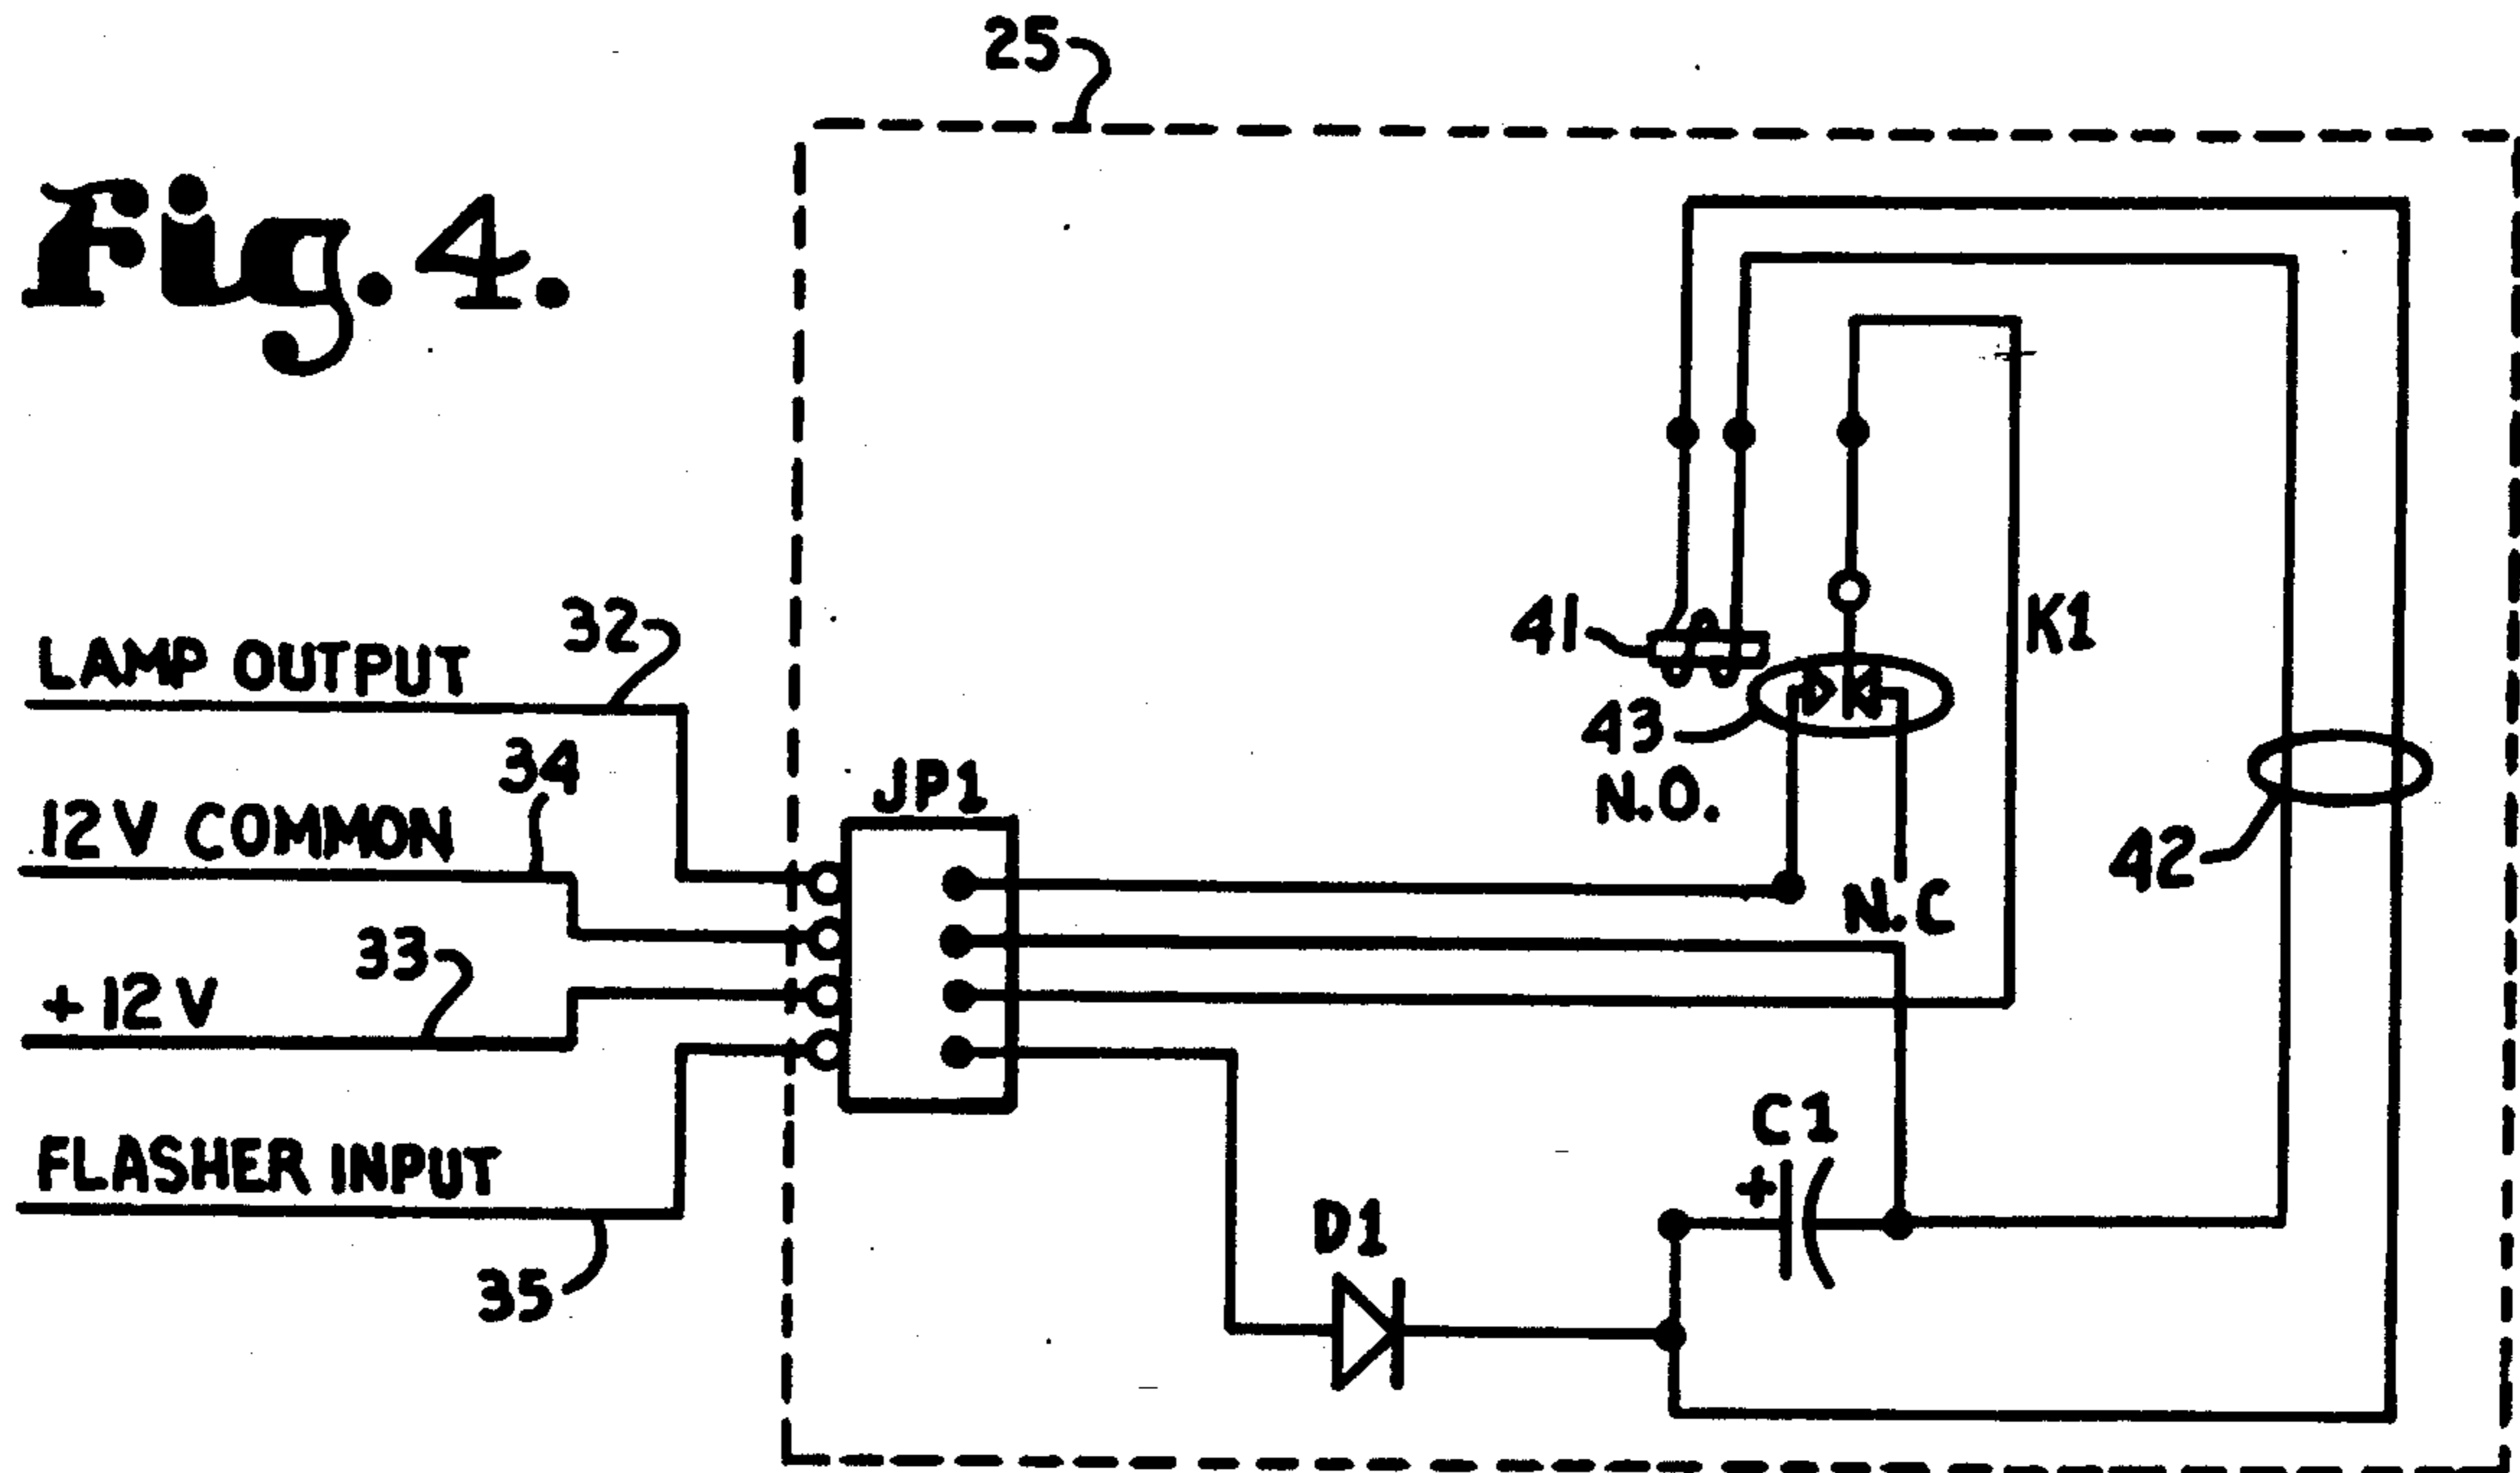 25
Fig. 4.
LAMP OUTPUT
32
41
K1
34
43
12V COMMON
JP1
N.O.
42
33
N.C
+ 12 V
C1
+
FLASHER INPUT
D1
35